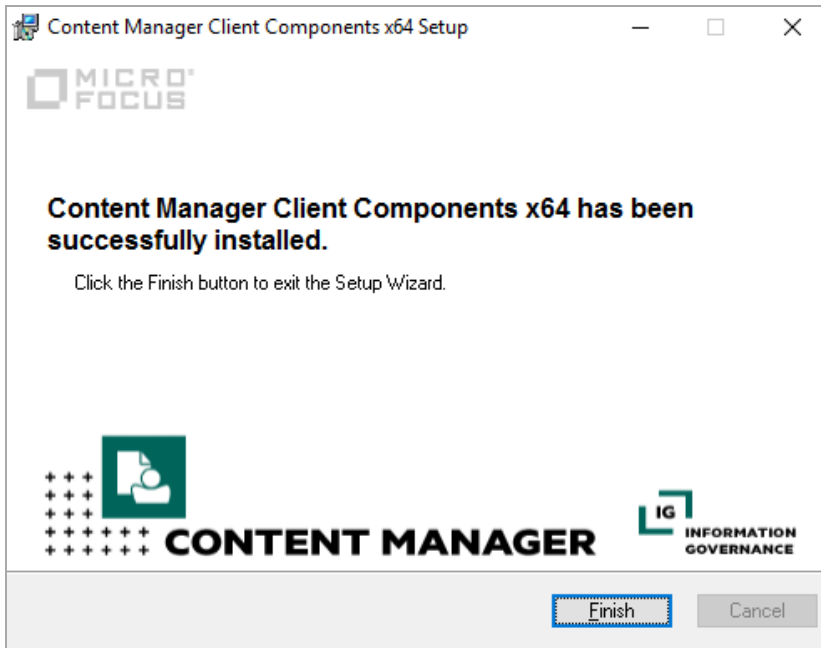 Content Manager Client Components x64 Setup
MICRO
FOCUS
Content Manager Client Components x64 has been
successfully installed.
Click the Finish button to exit the Setup Wizard.
IG
INFORMATION
GOVERNANCE
CONTENT MANAGER
Finish
Cancel